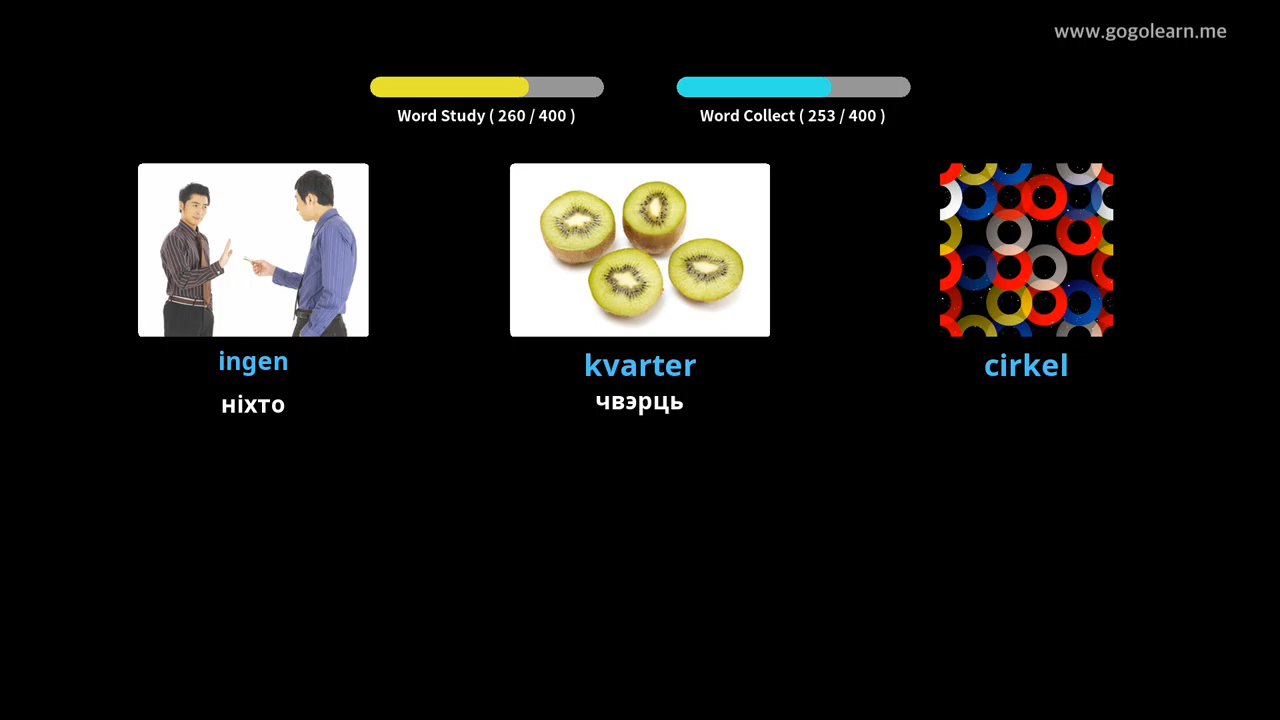 www.gogolearn.me
Word Study ( 260 / 400 )
Word Collect ( 253 / 400 )
ingen
ніхто
kvarter
чвэрць
cirkel